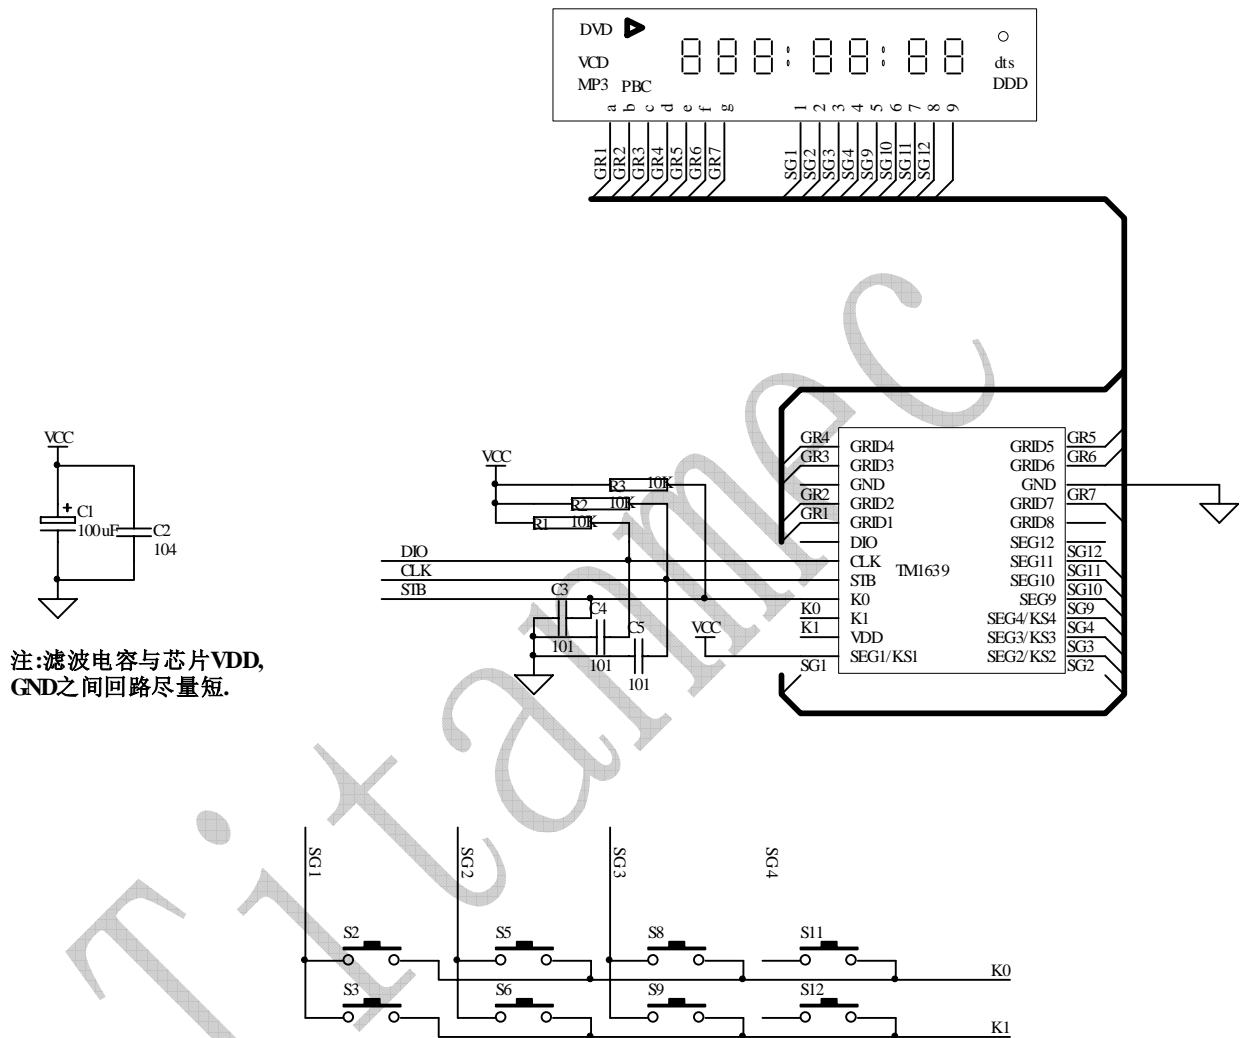 DVD
VCD
MP3 PBC
dts
DDD
a b c d e f g
1 2 3 4 5 6 7 8 9
GR1 GR2 GR3 GR4 GR5 GR6 GR7
SG1 SG2 SG3 SG4 SG9 SG10 SG11 SG12
VCC
+ C1
100uF
C2
104
注:滤波电容与芯片VDD,
GND之间回路尽量短.
VCC
R3 10K
R2 10K
R1 10K
DIO
CLK
STB
C3
101
C4
101
C5
101
VCC
GR4
GR3
GR2
GR1
K0
K1
SG1
GRID4
GRID3
GND
GRID2
GRID1
DIO
CLK
STB
K0
K1
VDD
SEG1/KS1
TM1639
GRID5
GRID6
GND
GRID7
GRID8
SEG12
SEG11
SEG10
SEG9
SEG4/KS4
SEG3/KS3
SEG2/KS2
GR5
GR6
GR7
SG12
SG11
SG10
SG9
SG4
SG3
SG2
SG1 SG2 SG3 SG4
S2 S5 S8 S11
K0
S3 S6 S9 S12
K1
Titanmec